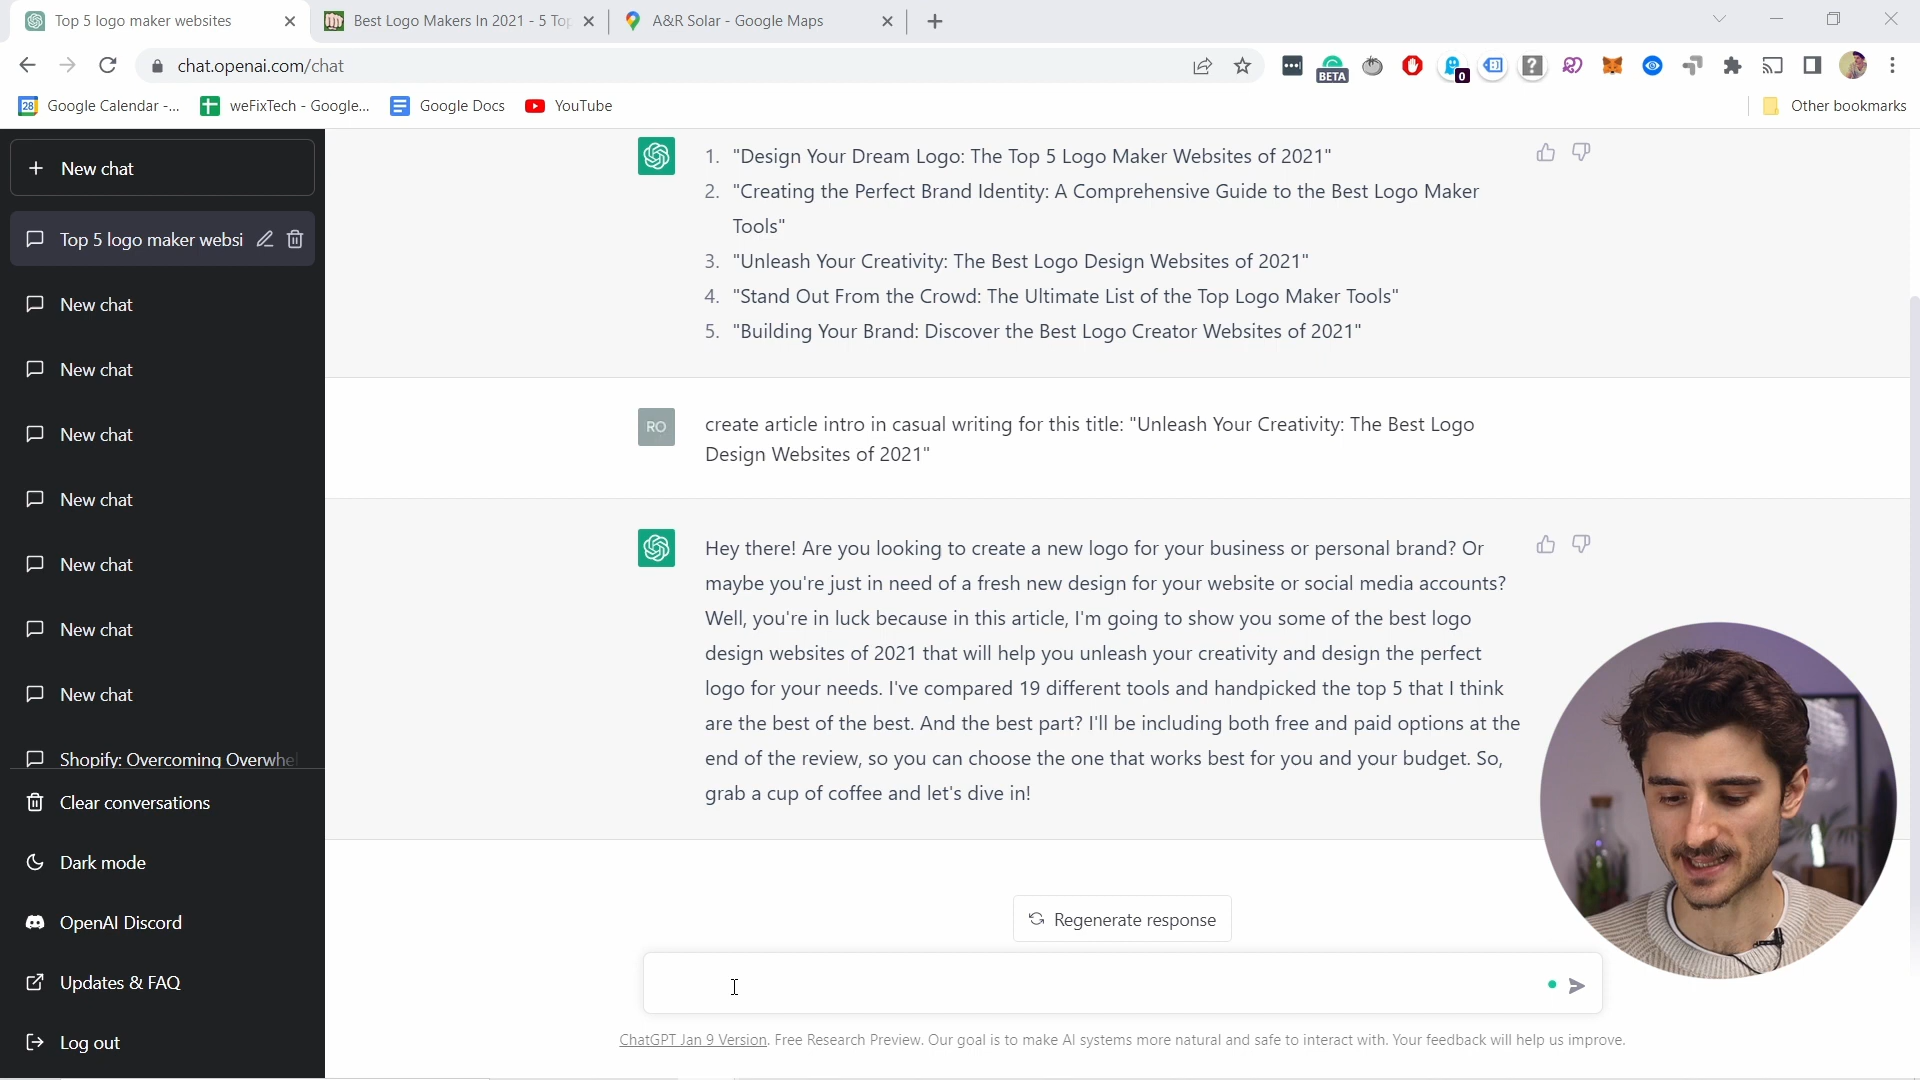 Top 5 logo maker websites
Best Logo Makers In 2021 - 5 Top
A&R Solar - Google Maps
chat.openai.com/chat
BETA
0
28
Google Calendar -...
weFixTech - Google...
Google Docs
YouTube
Other bookmarks
New chat
Top 5 logo maker websi
New chat
New chat
New chat
New chat
New chat
New chat
New chat
Shopify: Overcoming Overwhel
Clear conversations
Dark mode
OpenAI Discord
Updates & FAQ
Log out
1. "Design Your Dream Logo: The Top 5 Logo Maker Websites of 2021"
2. "Creating the Perfect Brand Identity: A Comprehensive Guide to the Best Logo Maker
Tools"
3. "Unleash Your Creativity: The Best Logo Design Websites of 2021"
4. "Stand Out From the Crowd: The Ultimate List of the Top Logo Maker Tools"
5. "Building Your Brand: Discover the Best Logo Creator Websites of 2021"
RO
create article intro in casual writing for this title: "Unleash Your Creativity: The Best Logo
Design Websites of 2021"
Hey there! Are you looking to create a new logo for your business or personal brand? Or
maybe you're just in need of a fresh new design for your website or social media accounts?
Well, you're in luck because in this article, I'm going to show you some of the best logo
design websites of 2021 that will help you unleash your creativity and design the perfect
logo for your needs. I've compared 19 different tools and handpicked the top 5 that I think
are the best of the best. And the best part? I'll be including both free and paid options at the
end of the review, so you can choose the one that works best for you and your budget. So,
grab a cup of coffee and let's dive in!
Regenerate response
ChatGPT Jan 9 Version. Free Research Preview. Our goal is to make AI systems more natural and safe to interact with. Your feedback will help us improve.